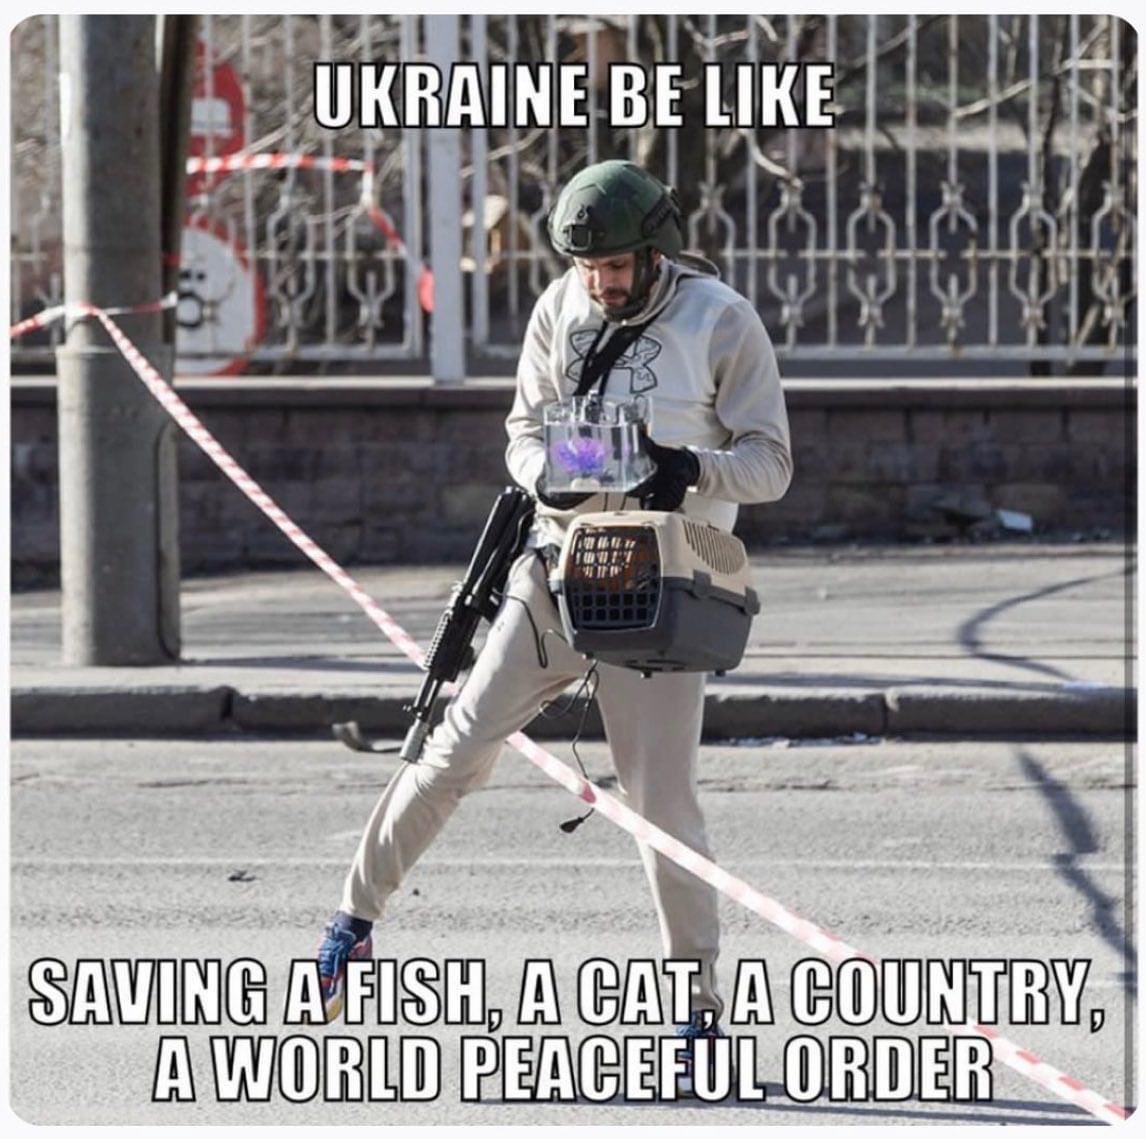 UKRAINE BE LIKE
SAVING A FISH, A CAT, A COUNTRY,
A WORLD PEACEFUL ORDER